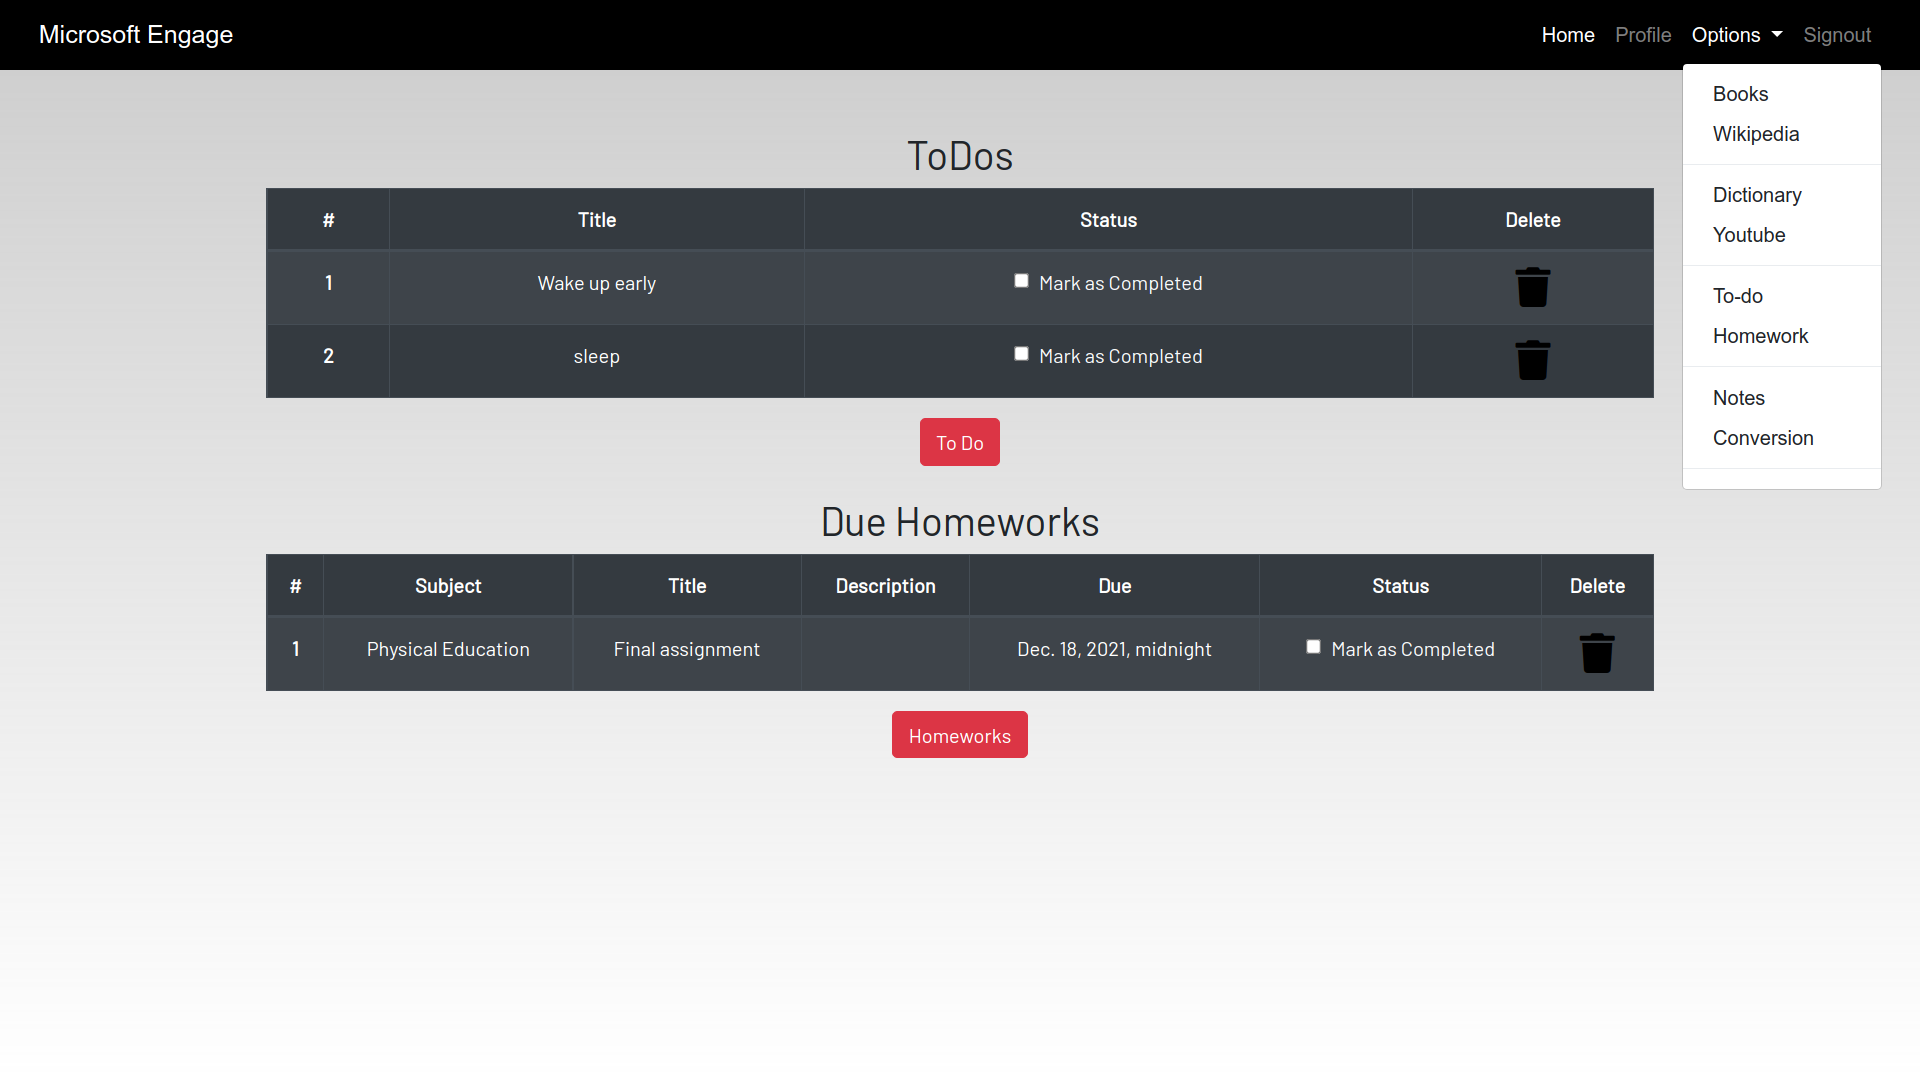 Microsoft Engage
Home Profile Options Signout
Books
Wikipedia
Dictionary
Youtube
To-do
Homework
Notes
Conversion
ToDos
# Title Status Delete
1 Wake up early Mark as Completed
2 sleep Mark as Completed
To Do
Due Homeworks
# Subject Title Description Due Status Delete
1 Physical Education Final assignment Dec. 18, 2021, midnight Mark as Completed
Homeworks